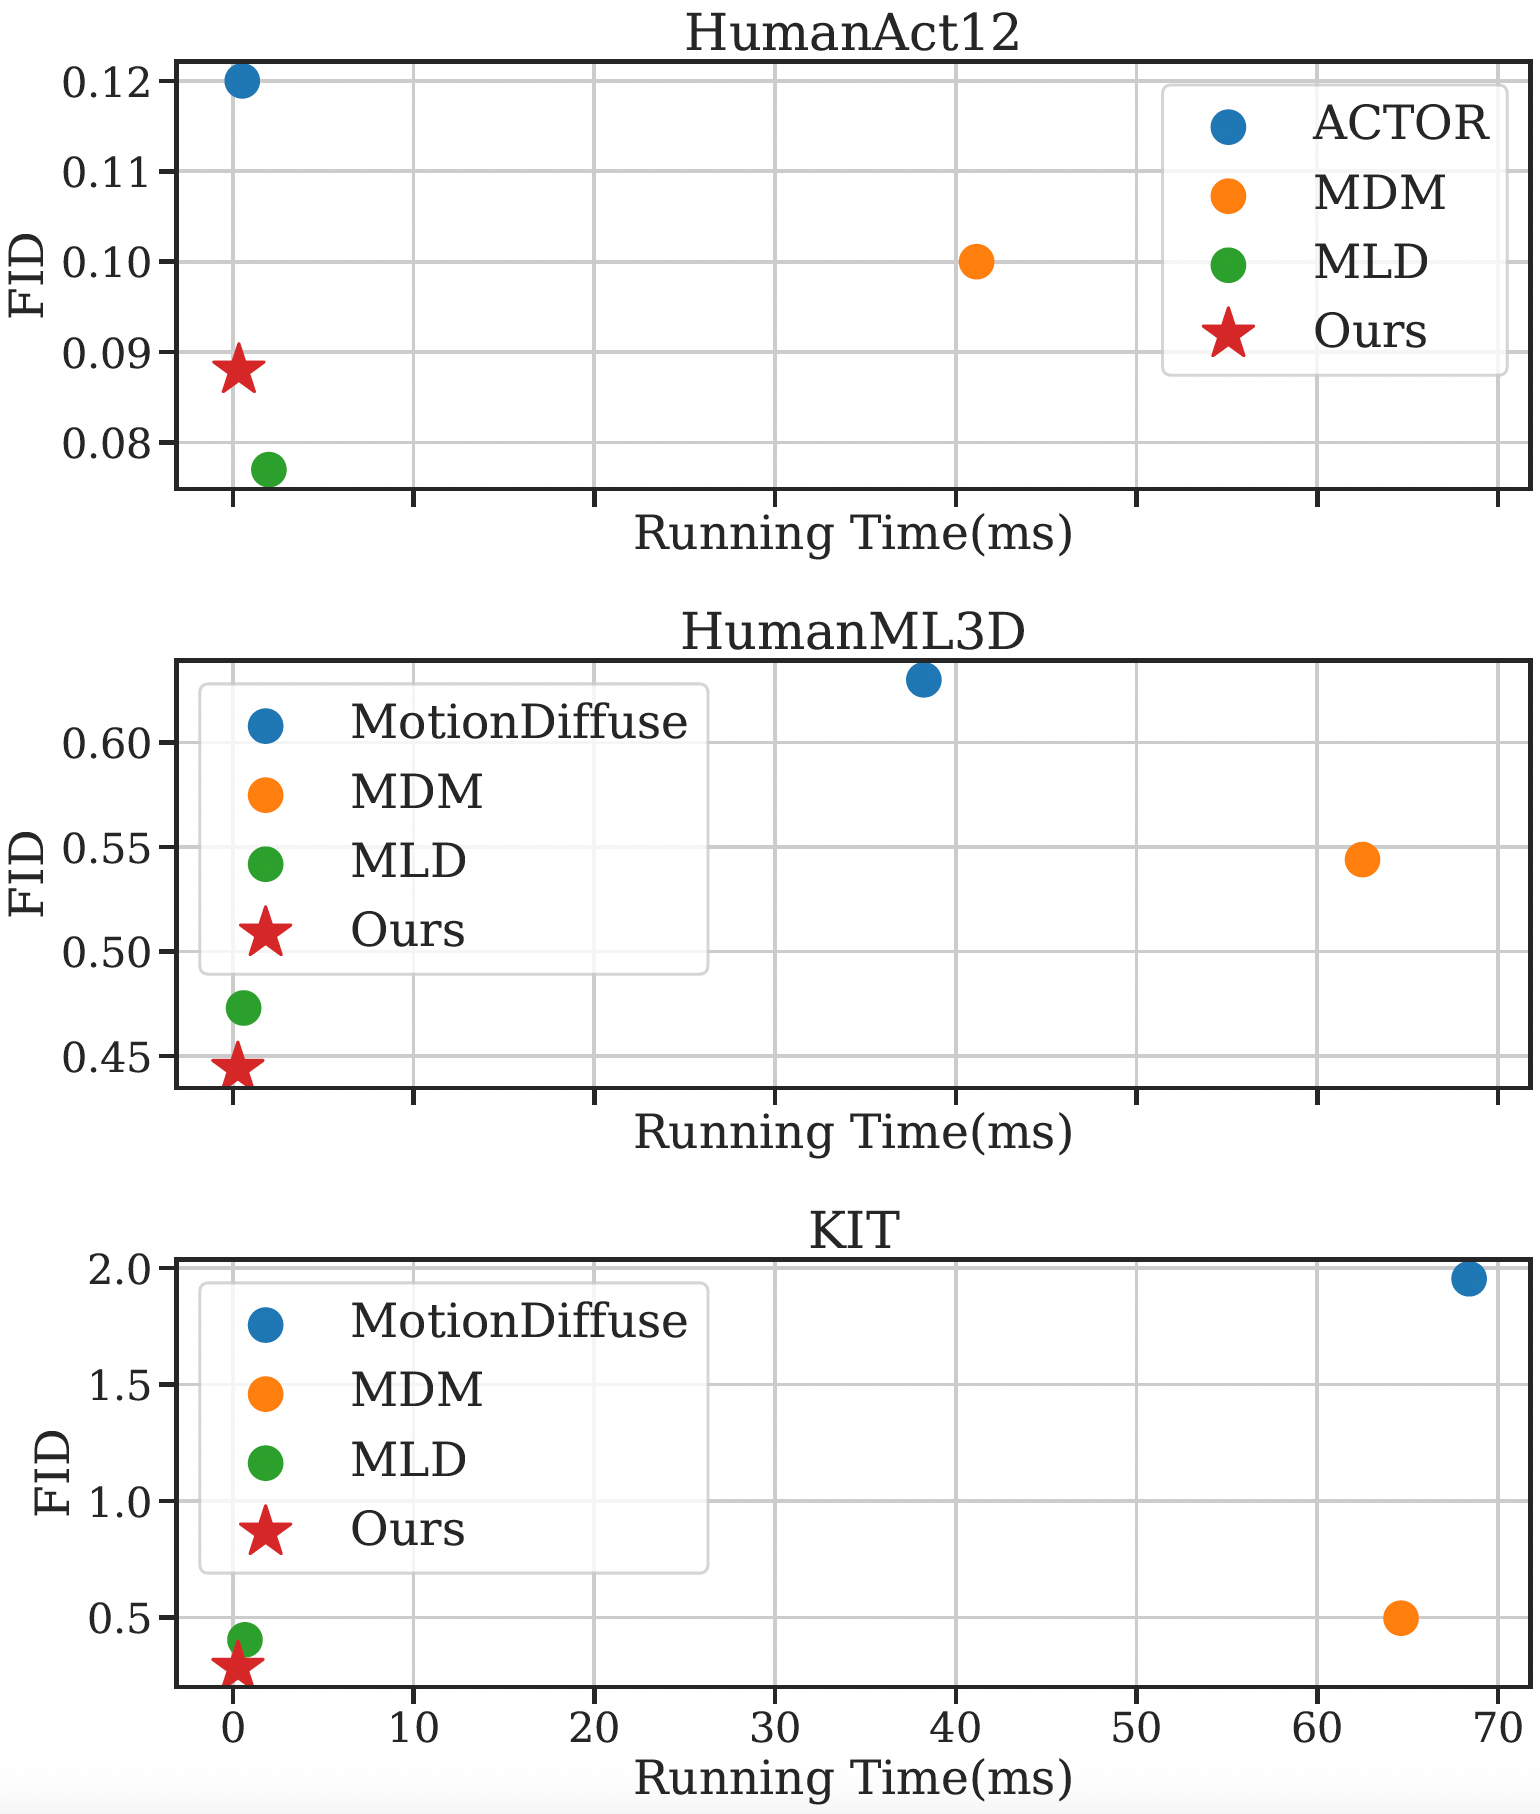 HumanAct12
0.12
0.11
0.10
0.09
0.08
FID
ACTOR
MDM
MLD
Ours
Running Time(ms)
HumanML3D
0.60
0.55
0.50
0.45
FID
MotionDiffuse
MDM
MLD
Ours
Running Time(ms)
KIT
2.0
1.5
1.0
0.5
FID
MotionDiffuse
MDM
MLD
Ours
0 10 20 30 40 50 60 70
Running Time(ms)